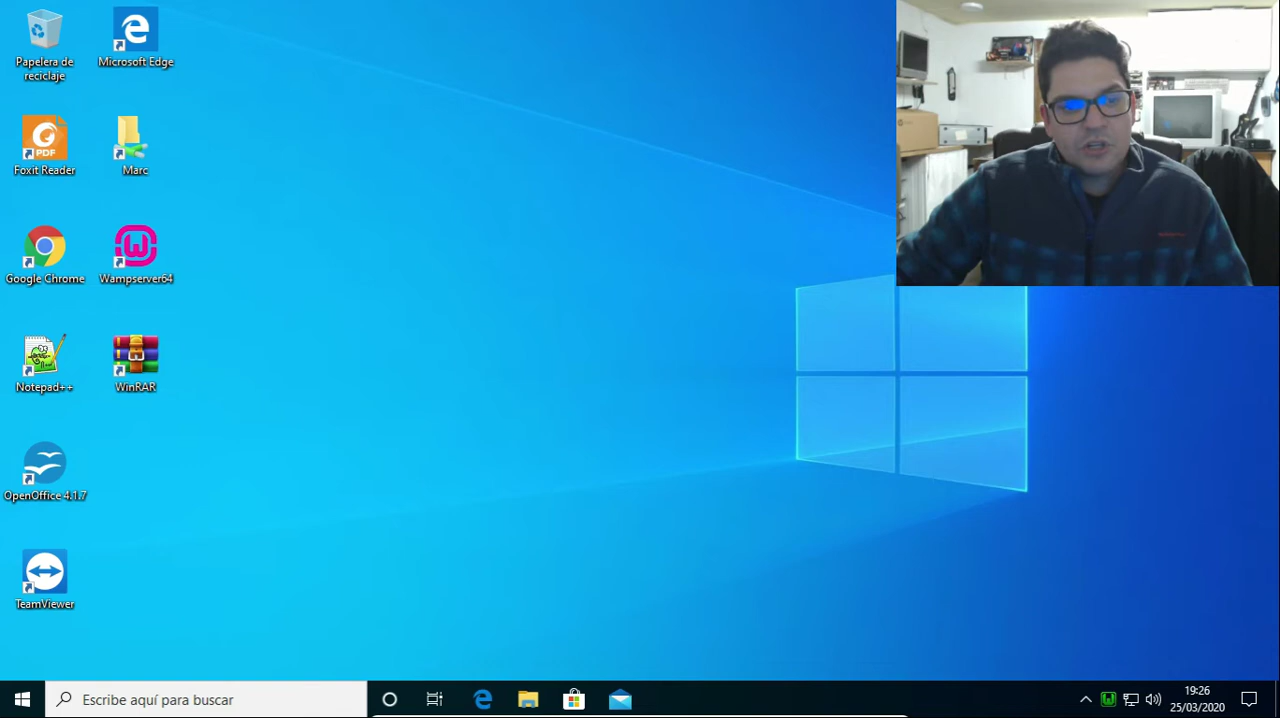 Papelera de
reciclaje
Microsoft Edge
PDF
Foxit Reader
Marc
Google Chrome
Wampserver64
Notepad++
WinRAR
OpenOffice 4.1.7
TeamViewer
Escribe aquí para buscar
19:26
25/03/2020